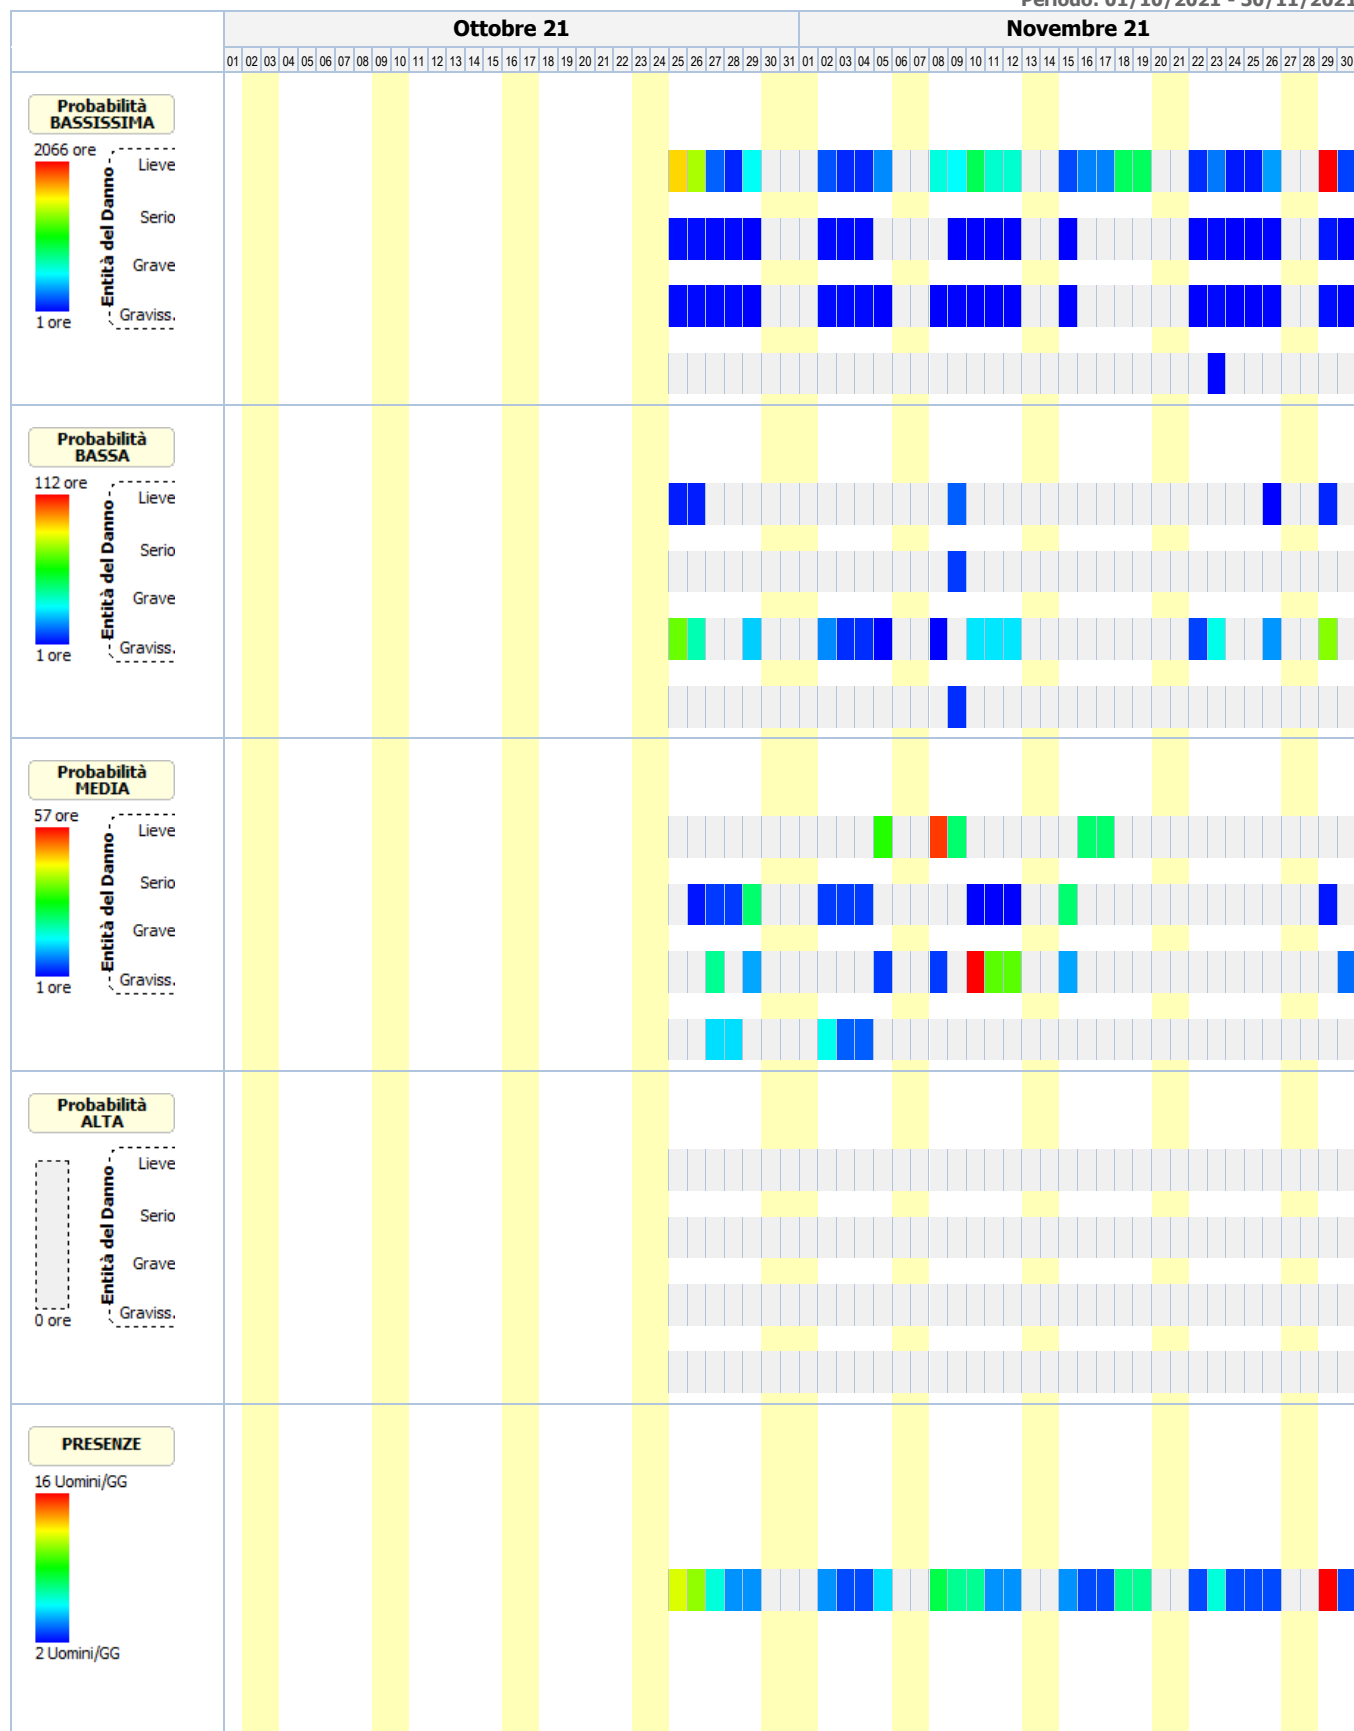 Periodo: 01/10/2021 - 30/11/2021
Ottobre 21 Novembre 21
01 02 03 04 05 06 07 08 09 10 11 12 13 14 15 16 17 18 19 20 21 22 23 24 25 26 27 28 29 30 31 01 02 03 04 05 06 07 08 09 10 11 12 13 14 15 16 17 18 19 20 21 22 23 24 25 26 27 28 29 30
Probabilità
BASSISSIMA
2066 ore
Entità del Danno
Lieve
Serio
Grave
Graviss.
1 ore
Probabilità
BASSA
112 ore
Entità del Danno
Lieve
Serio
Grave
Graviss.
1 ore
Probabilità
MEDIA
57 ore
Entità del Danno
Lieve
Serio
Grave
Graviss.
1 ore
Probabilità
ALTA
Entità del Danno
Lieve
Serio
Grave
Graviss.
0 ore
PRESENZE
16 Uomini/GG
2 Uomini/GG